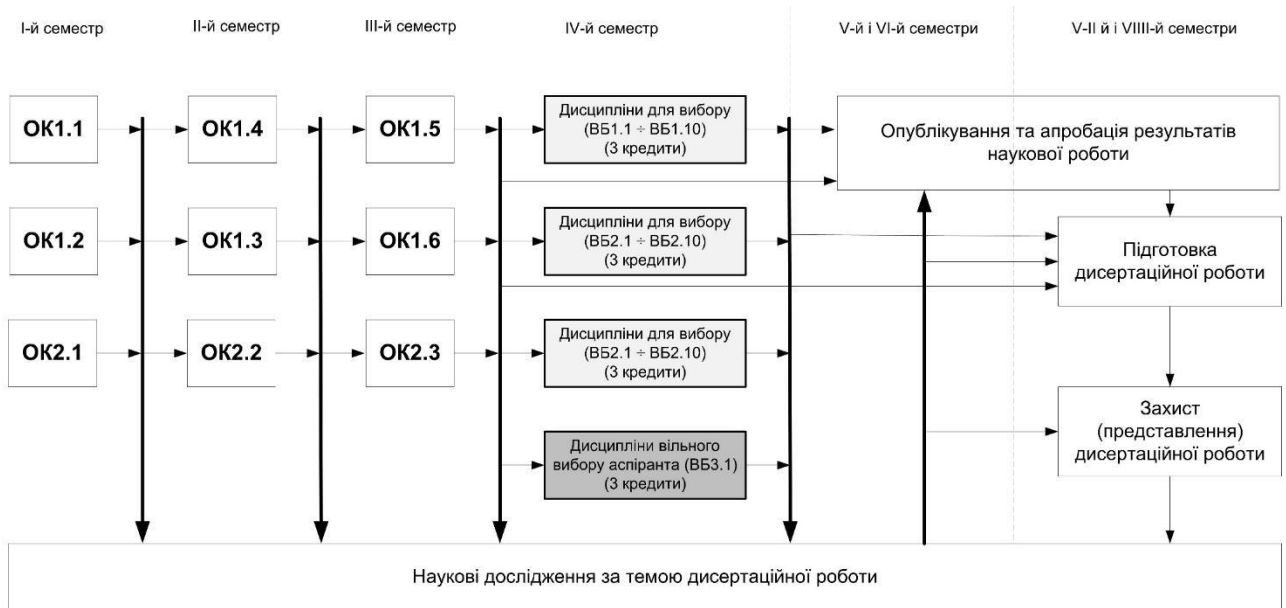 I-й семестр
II-й семестр
III-й семестр
IV-й семестр
V-й і VI-й семестри
V-II й і VIIII-й семестри
ОК1.1
ОК1.4
ОК1.5
Дисципліни для вибору
(ВБ1.1 ÷ ВБ1.10)
(3 кредити)
Опублікування та апробація результатів
наукової роботи
ОК1.2
ОК1.3
ОК1.6
Дисципліни для вибору
(ВБ2.1 ÷ ВБ2.10)
(3 кредити)
Підготовка
дисертаційної роботи
ОК2.1
ОК2.2
ОК2.3
Дисципліни для вибору
(ВБ2.1 ÷ ВБ2.10)
(3 кредити)
Захист
(представлення)
дисертаційної роботи
Дисципліни вільного
вибору аспіранта (ВБ3.1)
(3 кредити)
Наукові дослідження за темою дисертаційної роботи